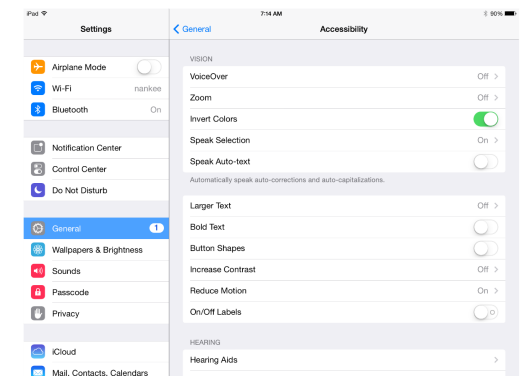 iPad 7:14 AM 90%
Settings
General Accessibility
Airplane Mode
Wi-Fi nankee
Bluetooth On
Notification Center
Control Center
Do Not Disturb
General 1
Wallpapers & Brightness
Sounds
Passcode
Privacy
iCloud
Mail, Contacts, Calendars
VISION
VoiceOver Off
Zoom Off
Invert Colors
Speak Selection On
Speak Auto-text
Automatically speak auto-corrections and auto-capitalizations.
Larger Text Off
Bold Text
Button Shapes
Increase Contrast Off
Reduce Motion On
On/Off Labels
HEARING
Hearing Aids